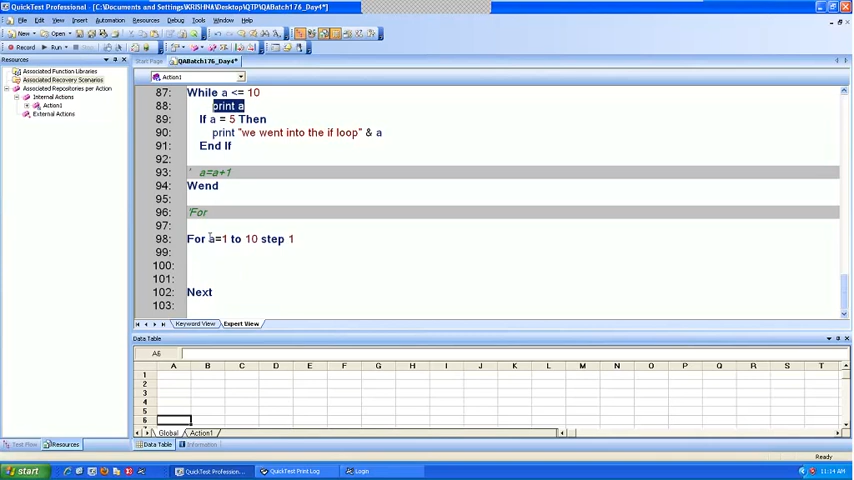 QuickTest Professional - [C:\Documents and Settings\KRISHNA\Desktop\QTP\QABatch176_Day4*]
File Edit View Insert Automation Resources Debug Tools Window Help
New Open
Record Run
Resources
Start Page QABatch176_Day4*
Associated Function Libraries
Associated Recovery Scenarios
Associated Repositories per Action
Internal Actions
Action1
External Actions
Action1
87: While a <= 10
88: print a
89: If a = 5 Then
90: print "we went into the if loop" & a
91: End If
92:
93: ' a=a+1
94: Wend
95:
96: 'For
97:
98: For a=1 to 10 step 1
99:
100:
101:
102: Next
103:
Keyword View Expert View
Data Table
A6
A B C D E F G H I J K L M N O P Q R S T
1
2
3
4
5
6
Global Action1
Test Flow Resources Data Table Information
Ready
start QuickTest Professio... QuickTest Print Log Login 11:14 AM